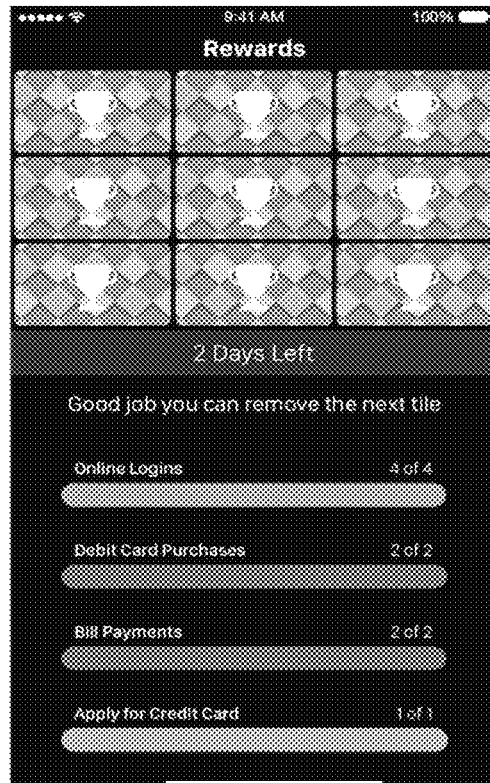 9:41 AM 100%
Rewards
2 Days Left
Good job you can remove the next tile
Online Logins 4 of 4
Debit Card Purchases 2 of 2
Bill Payments 2 of 2
Apply for Credit Card 1 of 1